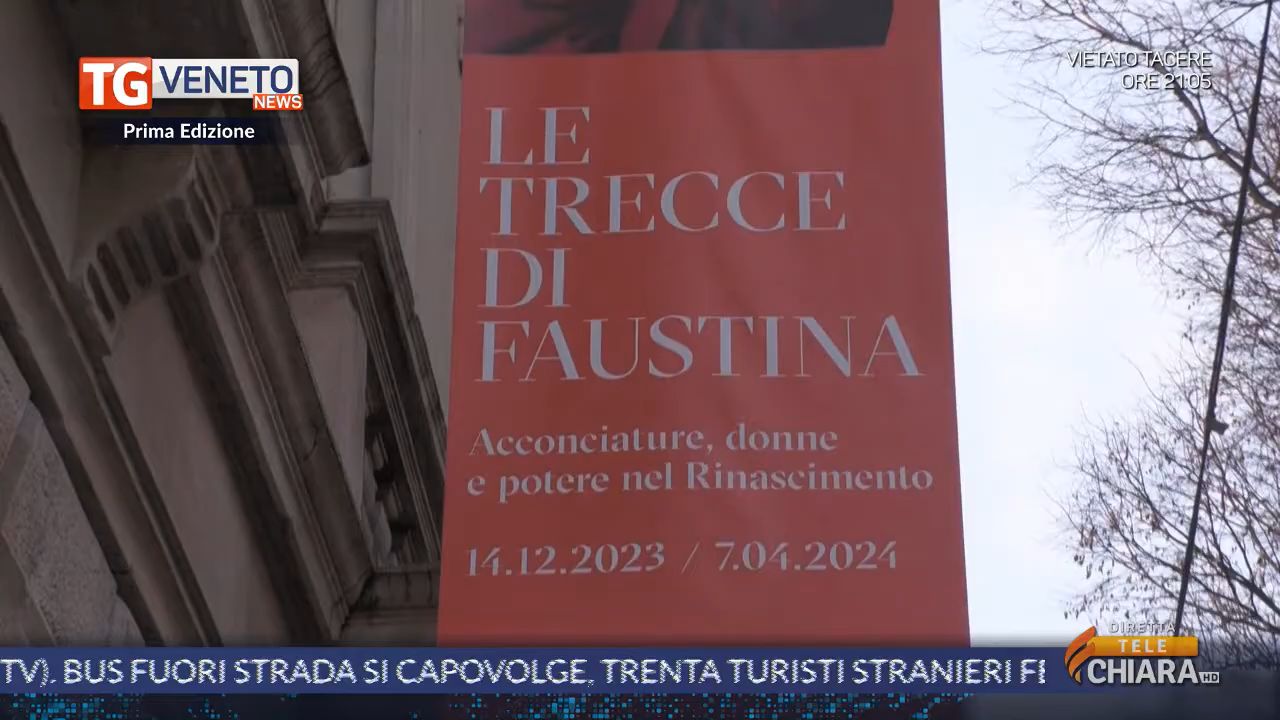 TG VENETO
NEWS
Prima Edizione
VIETATO TACERE
ORE 21:05
LE
TRECCE
DI
FAUSTINA
Acconciature, donne
e potere nel Rinascimento
14.12.2023 / 7.04.2024
TV). BUS FUORI STRADA SI CAPOVOLGE, TRENTA TURISTI STRANIERI
DIRETTA
TELE
CHIARA HD